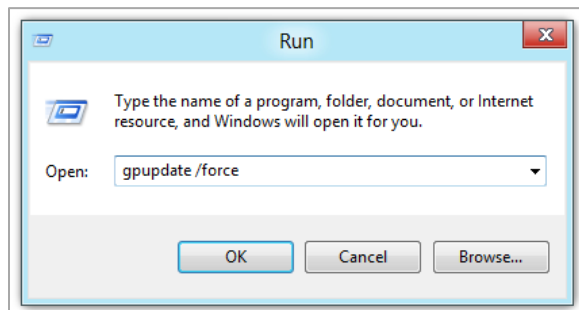 Run
Type the name of a program, folder, document, or Internet
resource, and Windows will open it for you.
Open: gpupdate /force
OK Cancel Browse...